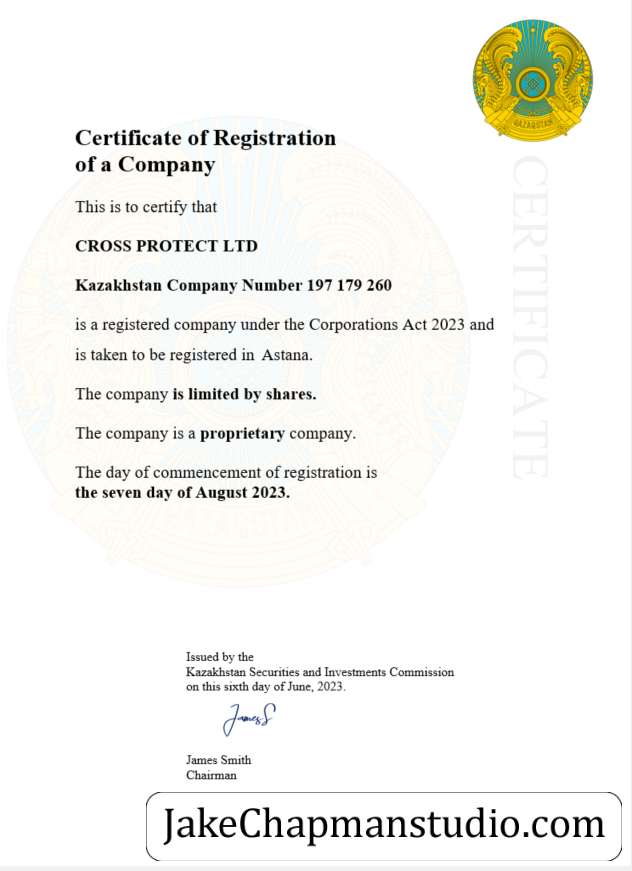 QAZAQSTAN
CERTIFICATE
Certificate of Registration
of a Company
This is to certify that
CROSS PROTECT LTD
Kazakhstan Company Number 197 179 260
is a registered company under the Corporations Act 2023 and
is taken to be registered in Astana.
The company is limited by shares.
The company is a proprietary company.
The day of commencement of registration is
the seven day of August 2023.
Issued by the
Kazakhstan Securities and Investments Commission
on this sixth day of June, 2023.
JamesS
James Smith
Chairman
JakeChapmanstudio.com